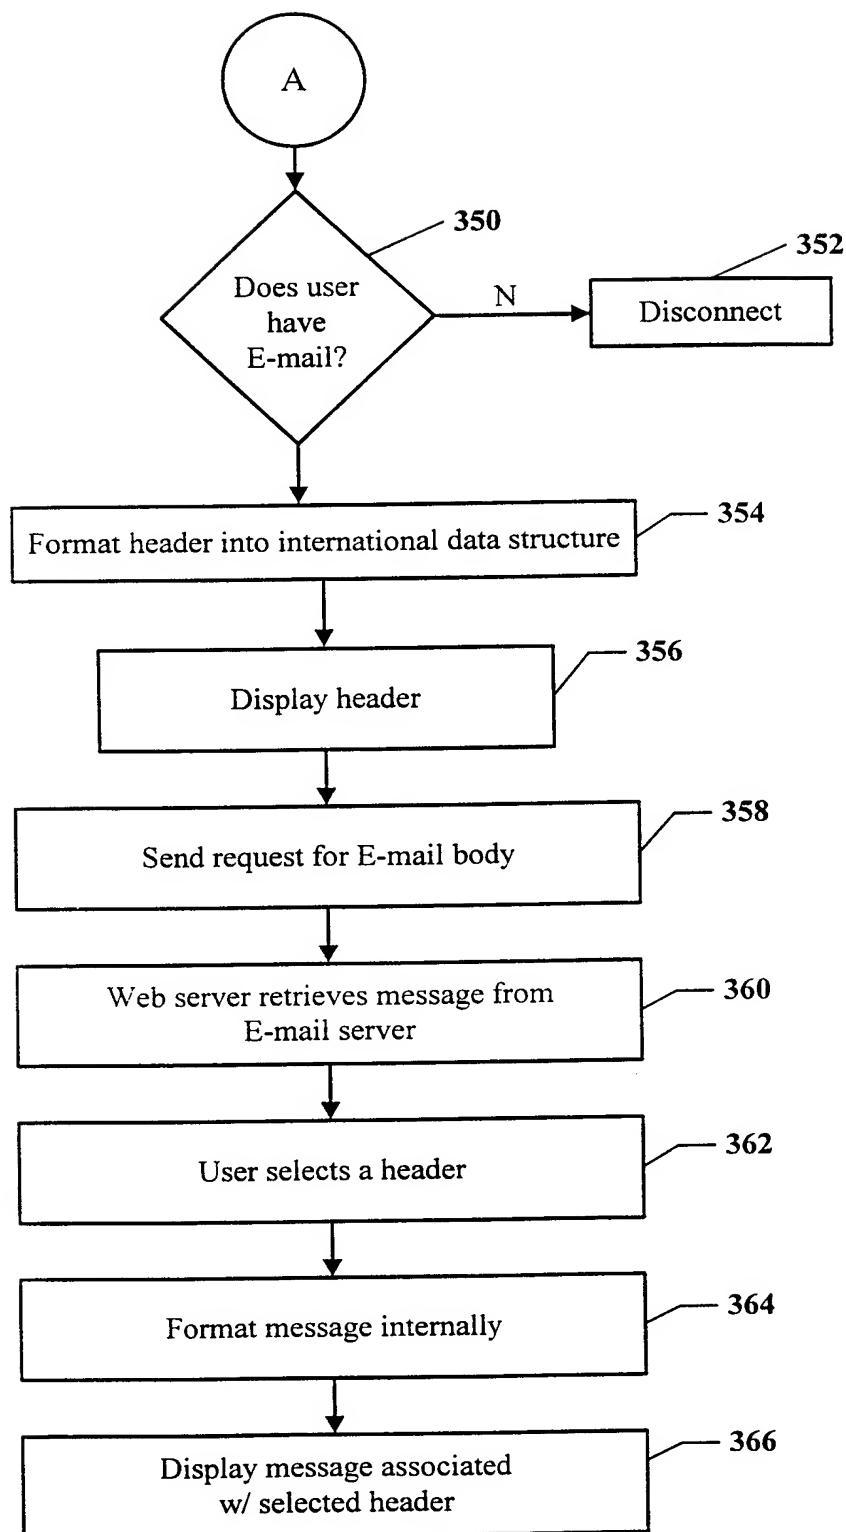 A
350
352
Does user
have
E-mail?
N
Disconnect
354
Format header into international data structure
356
Display header
358
Send request for E-mail body
360
Web server retrieves message from
E-mail server
362
User selects a header
364
Format message internally
366
Display message associated
w/ selected header